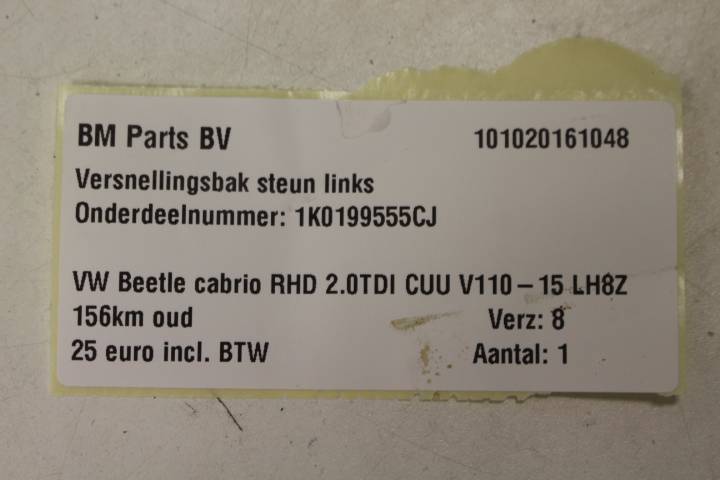 BM Parts BV 101020161048
Versnellingsbak steun links
Onderdeelnummer: 1K0199555CJ
VW Beetle cabrio RHD 2.0TDI CUU V110-15 LH8Z
156km oud Verz: 8
25 euro incl. BTW Aantal: 1